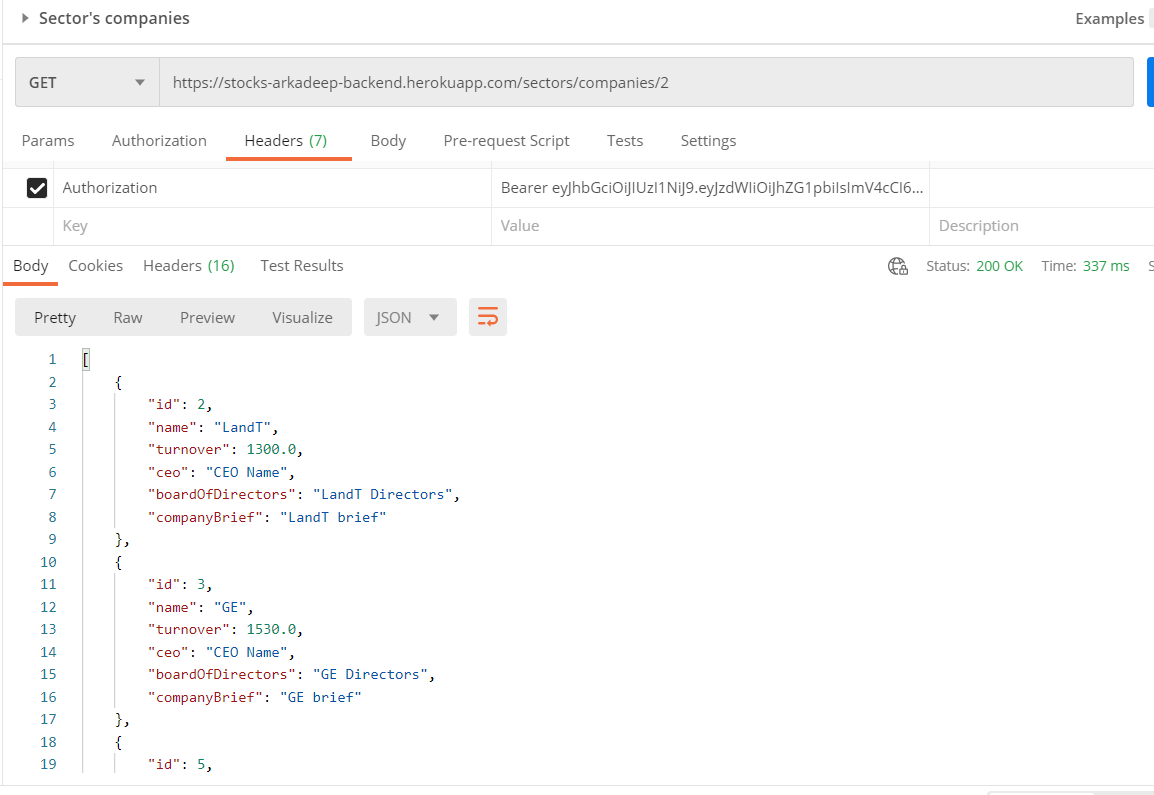 Sector's companies Examples
GET https://stocks-arkadeep-backend.herokuapp.com/sectors/companies/2
Params Authorization Headers (7) Body Pre-request Script Tests Settings
Authorization Bearer eyJhbGciOiJIUzI1NiJ9.eyJzdWIiOiJhZG1pbiIsImV4cCI6...
Key Value Description
Body Cookies Headers (16) Test Results Status: 200 OK Time: 337 ms S
Pretty Raw Preview Visualize JSON
1 [
2 {
3 "id": 2,
4 "name": "LandT",
5 "turnover": 1300.0,
6 "ceo": "CEO Name",
7 "boardOfDirectors": "LandT Directors",
8 "companyBrief": "LandT brief"
9 },
10 {
11 "id": 3,
12 "name": "GE",
13 "turnover": 1530.0,
14 "ceo": "CEO Name",
15 "boardOfDirectors": "GE Directors",
16 "companyBrief": "GE brief"
17 },
18 {
19 "id": 5,